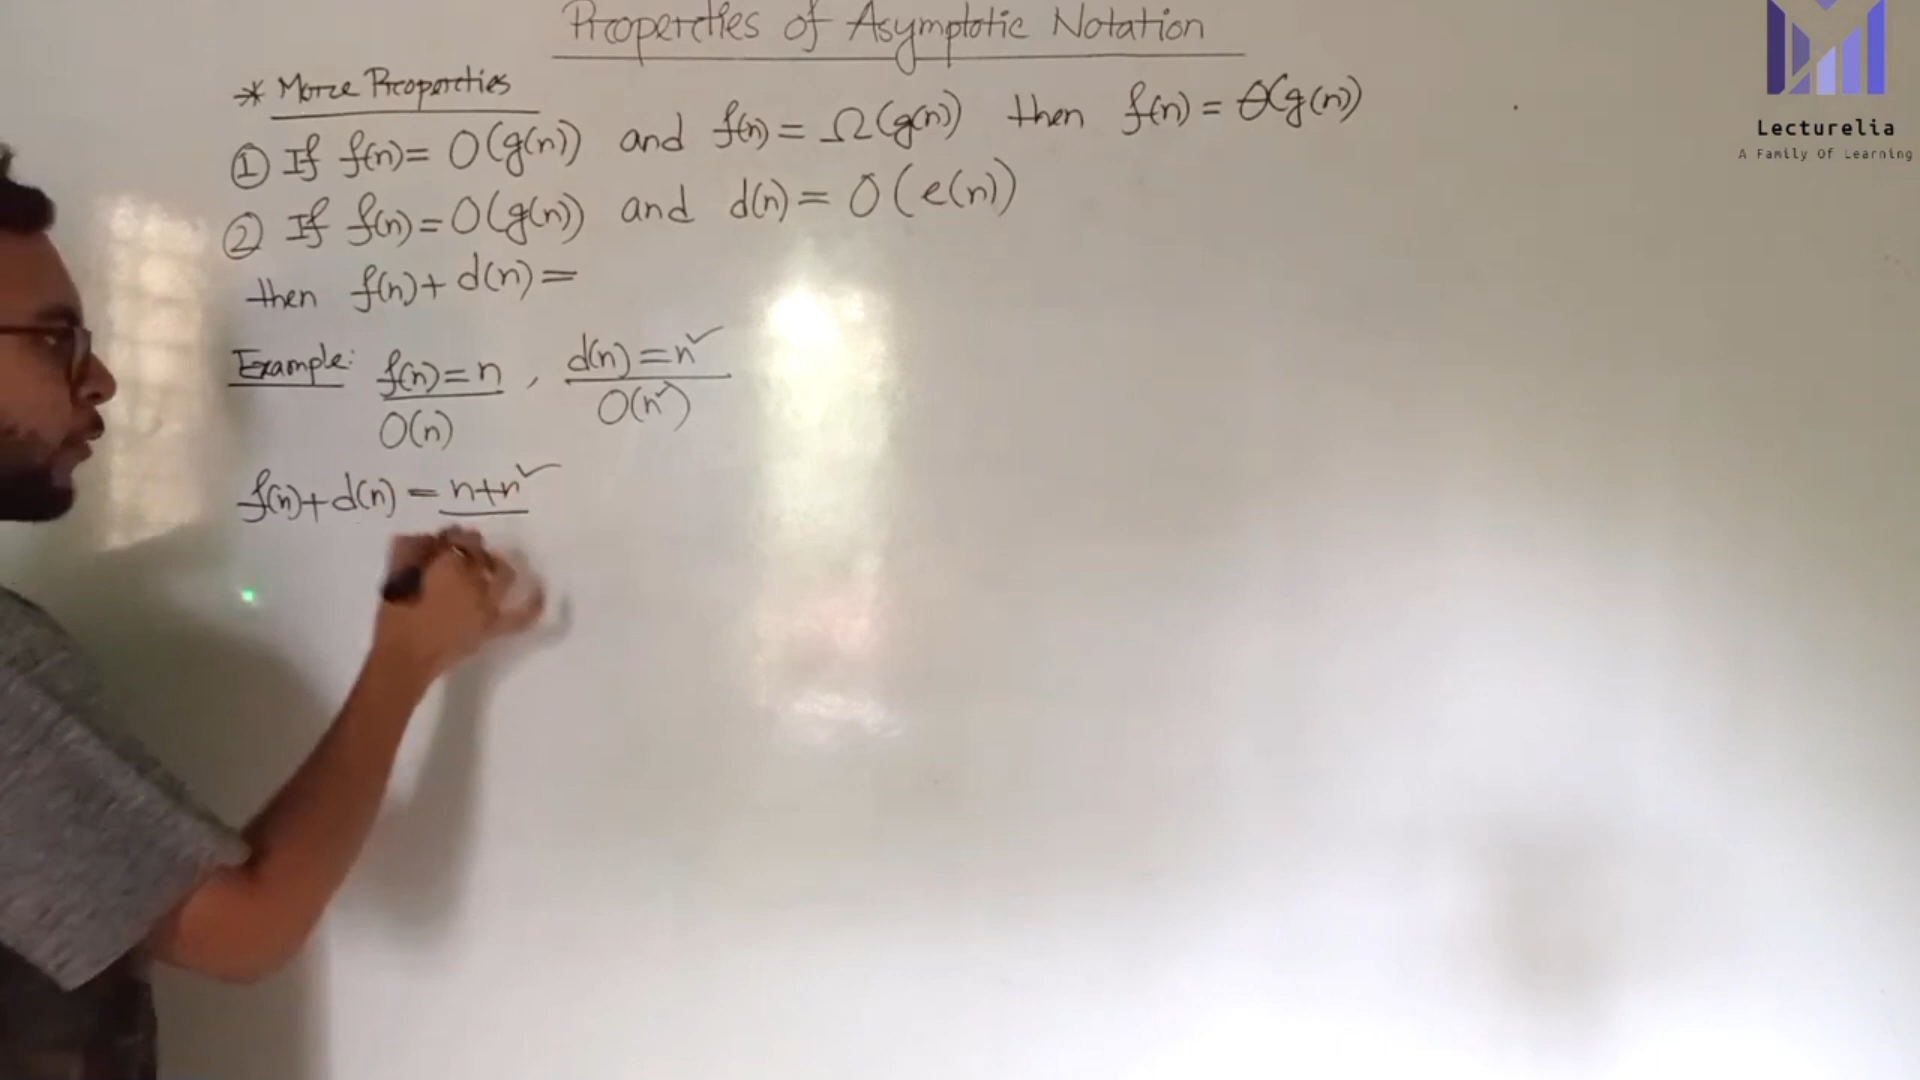 Properties of Asymptotic Notation
* More Properties
① If f(n)= O(g(n)) and f(n)= Ω(g(n)) then f(n)= Θ(g(n))
② If f(n)=O(g(n)) and d(n)= O(e(n))
then f(n)+d(n)=
Example: f(n)=n , d(n)=n²
O(n) O(n²)
f(n)+d(n) = n+n²
Lecturelia
A Family Of Learning